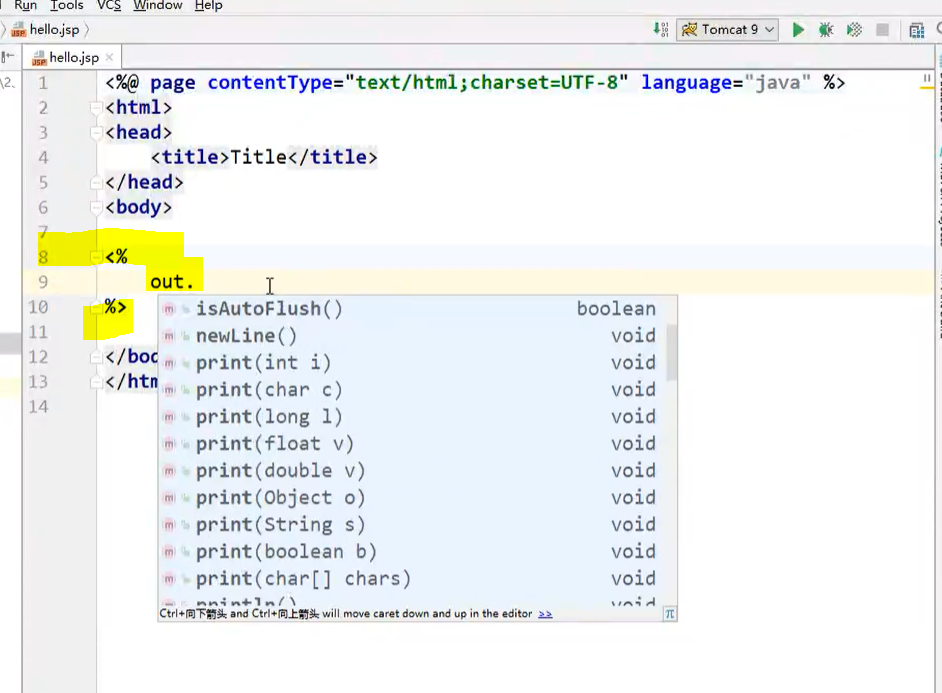 Run Tools VCS Window Help
hello.jsp
Tomcat 9
hello.jsp
1 <%@ page contentType="text/html;charset=UTF-8" language="java" %>
2 <html>
3 <head>
4 <title>Title</title>
5 </head>
6 <body>
7
8 <%
9 out.
10 %>
11
12 </bod
13 </htm
14
isAutoFlush() boolean
newLine() void
print(int i) void
print(char c) void
print(long l) void
print(float v) void
print(double v) void
print(Object o) void
print(String s) void
print(boolean b) void
print(char[] chars) void
println() void
Ctrl+向下箭头 and Ctrl+向上箭头 will move caret down and up in the editor >>
π